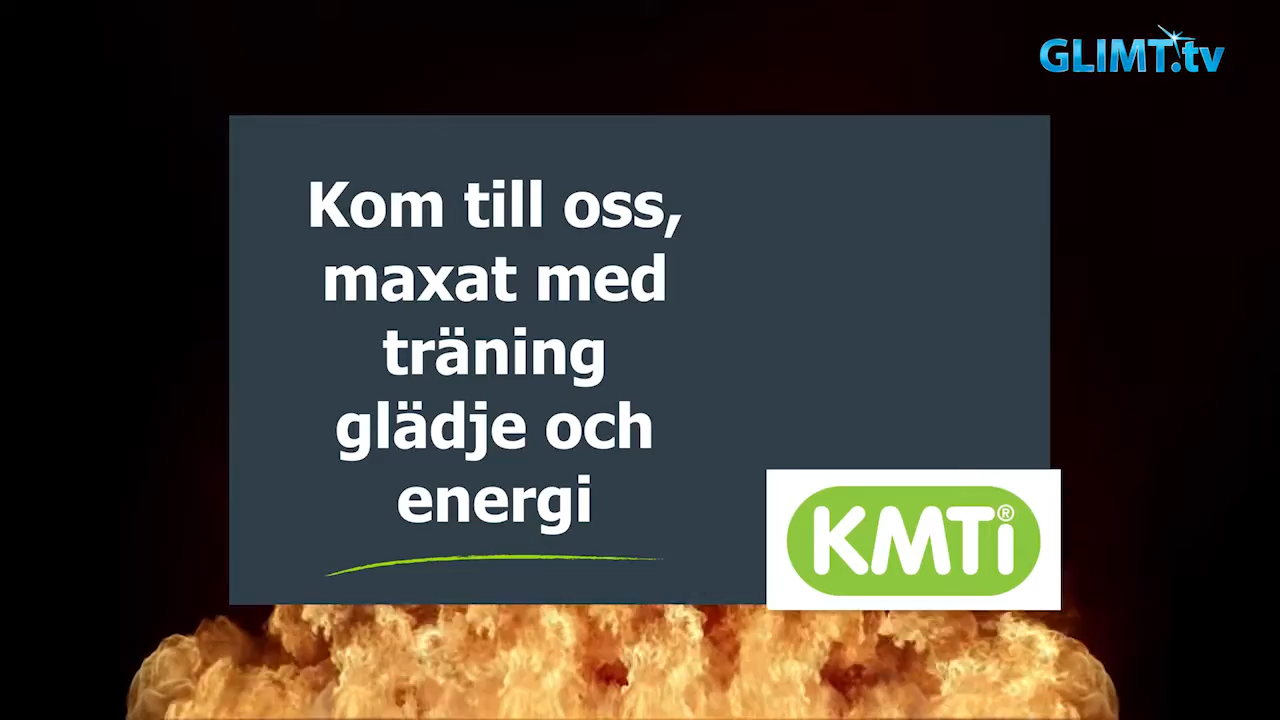 GLIMT.tv
Kom till oss,
maxat med
träning
glädje och
energi
KMTi®